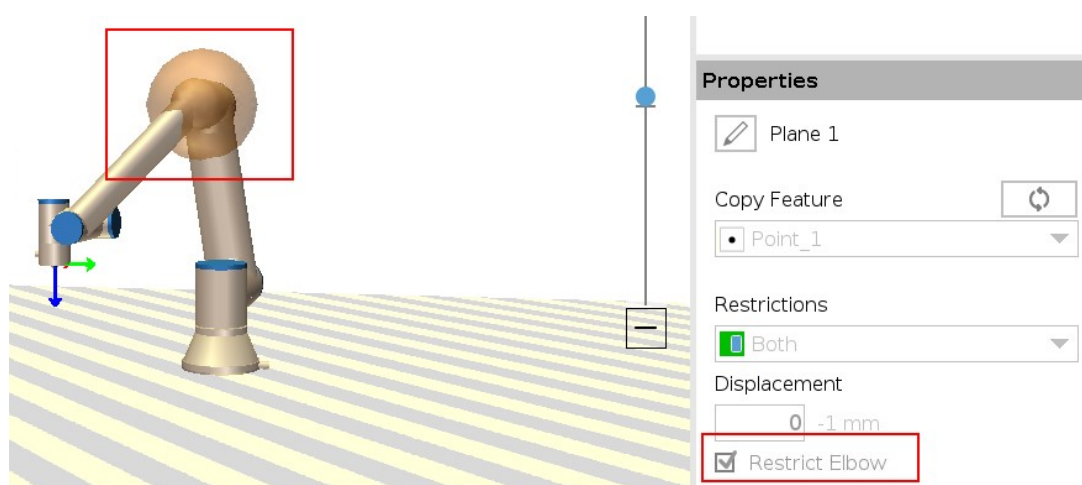 Properties
Plane 1
Copy Feature
Point_1
Restrictions
Both
Displacement
0 -1 mm
Restrict Elbow